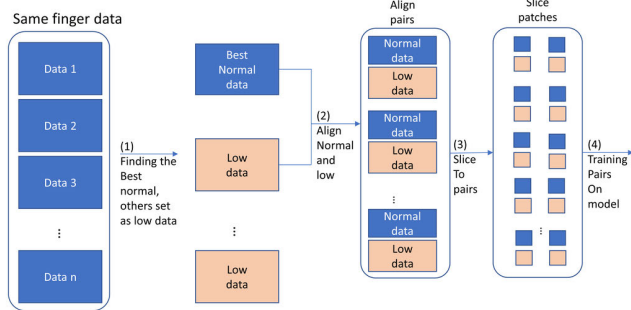 Same finger data
Data 1
Data 2
Data 3
...
Data n
(1)
Finding the
Best
normal,
others set
as low data
Best
Normal
data
Low
data
...
Low
data
(2)
Align
Normal
and
low
Align
pairs
Normal
data
Low
data
Normal
data
Low
data
...
Normal
data
Low
data
(3)
Slice
To
pairs
Slice
patches
...
(4)
Training
Pairs
On
model